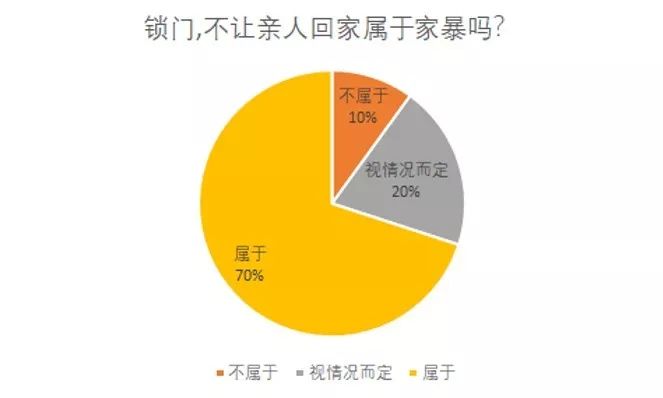 锁门,不让亲人回家属于家暴吗?
不属于
10%
视情况而定
20%
属于
70%
不属于 视情况而定 属于